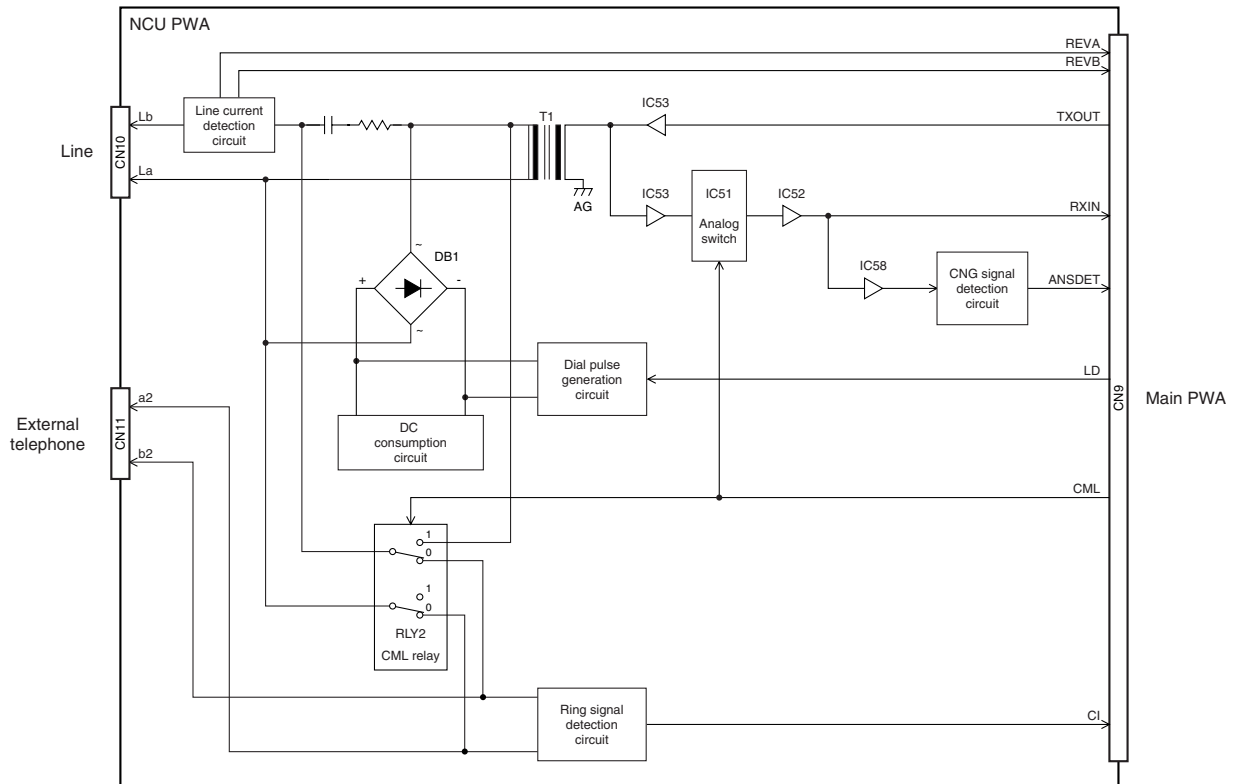 NCU PWA
REVA
REVB
Line current
detection
circuit
Lb
T1
IC53
TXOUT
CN10
Line
La
AG
IC53
IC51
Analog
switch
IC52
RXIN
~
DB1
+
-
~
IC58
CNG signal
detection
circuit
ANSDET
Dial pulse
generation
circuit
LD
CN9
Main PWA
a2
External
telephone
CN11
b2
DC
consumption
circuit
CML
1
0
1
0
RLY2
CML relay
Ring signal
detection
circuit
CI